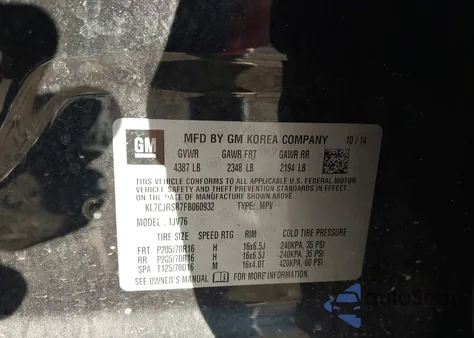 GM
MFD BY GM KOREA COMPANY 10/14
GVWR GAWR FRT GAWR RR
4387 LB 2348 LB 2194 LB
THIS VEHICLE CONFORMS TO ALL APPLICABLE U.S. FEDERAL MOTOR
VEHICLE SAFETY AND THEFT PREVENTION STANDARDS IN EFFECT
ON THE DATE OF MANUFACTURE SHOWN ABOVE.
KL7CJRSB7FB060932 TYPE: MPV
MODEL: 1JV76
TIRE SIZE SPEED RTG RIM COLD TIRE PRESSURE
FRT P205/70R16 H 16x6.5J 240KPA, 35 PSI
RR P205/70R16 H 16x6.5J 240KPA, 35 PSI
SPA T125/70D16 M 16x4.0T 420KPA, 60 PSI
SEE OWNER'S MANUAL FOR MORE INFORMATION.